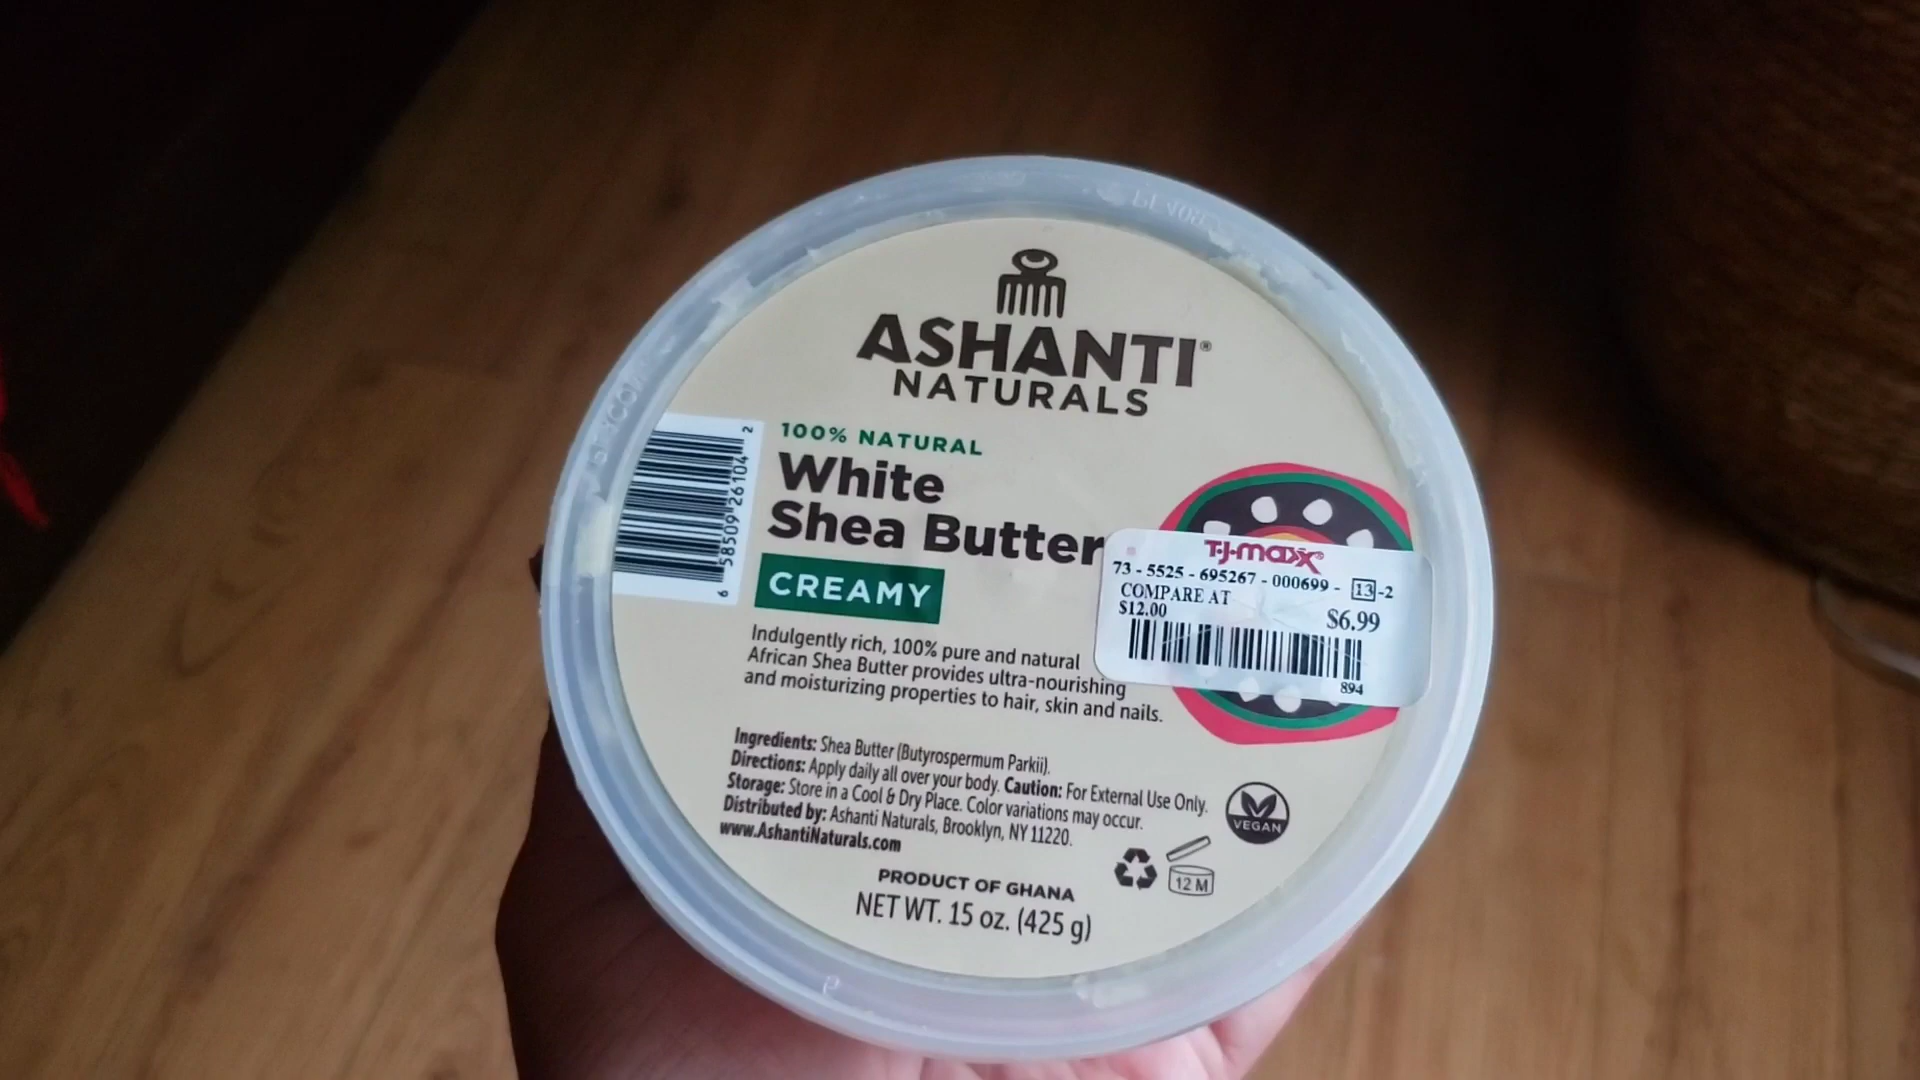 ASHANTI®
NATURALS
100% NATURAL
White
Shea Butter
CREAMY
Indulgently rich, 100% pure and natural
African Shea Butter provides ultra-nourishing
and moisturizing properties to hair, skin and nails.
Ingredients: Shea Butter (Butyrospermum Parkii).
Directions: Apply daily all over your body. Caution: For External Use Only.
Storage: Store in a Cool & Dry Place. Color variations may occur.
Distributed by: Ashanti Naturals, Brooklyn, NY 11220.
www.AshantiNaturals.com
PRODUCT OF GHANA
NET WT. 15 oz. (425 g)
VEGAN
12 M
6 58509 26104 2
T·J·maxx®
73 - 5525 - 695267 - 000699 - 13 -2
COMPARE AT
$12.00
$6.99
894